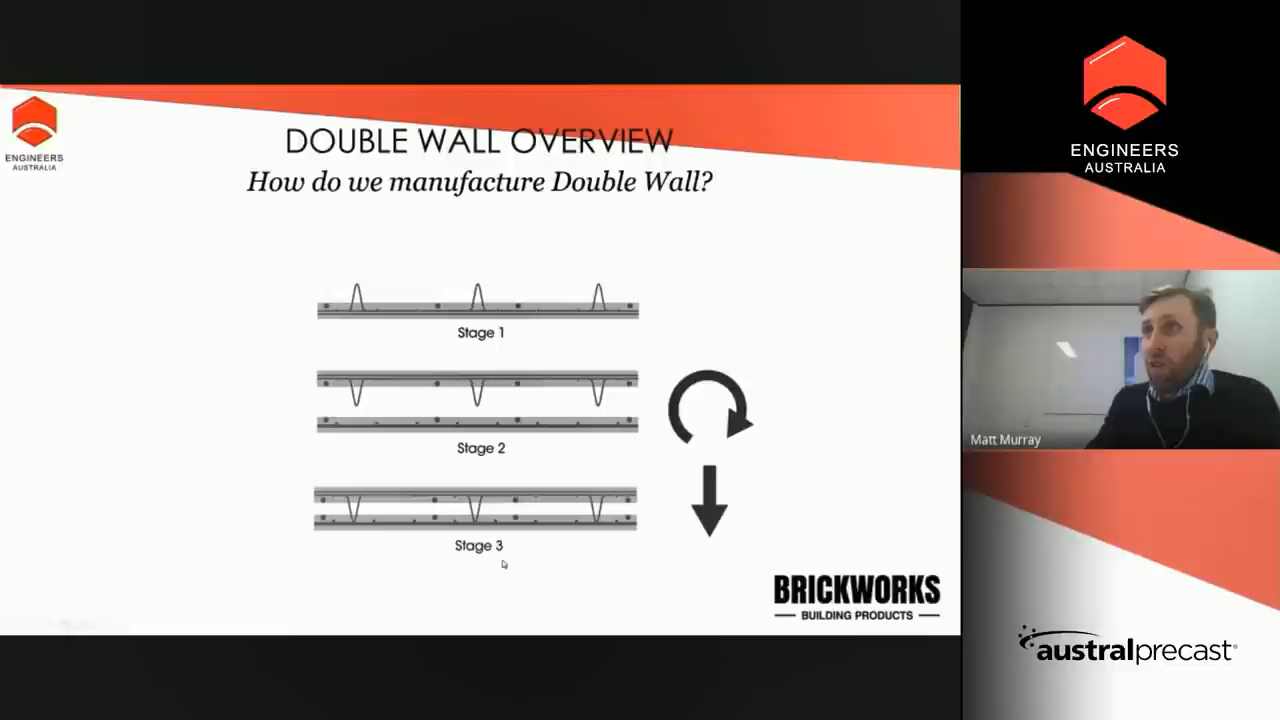 ENGINEERS
AUSTRALIA
DOUBLE WALL OVERVIEW
How do we manufacture Double Wall?
Stage 1
Stage 2
Stage 3
BRICKWORKS
BUILDING PRODUCTS
ENGINEERS
AUSTRALIA
Matt Murray
australprecast